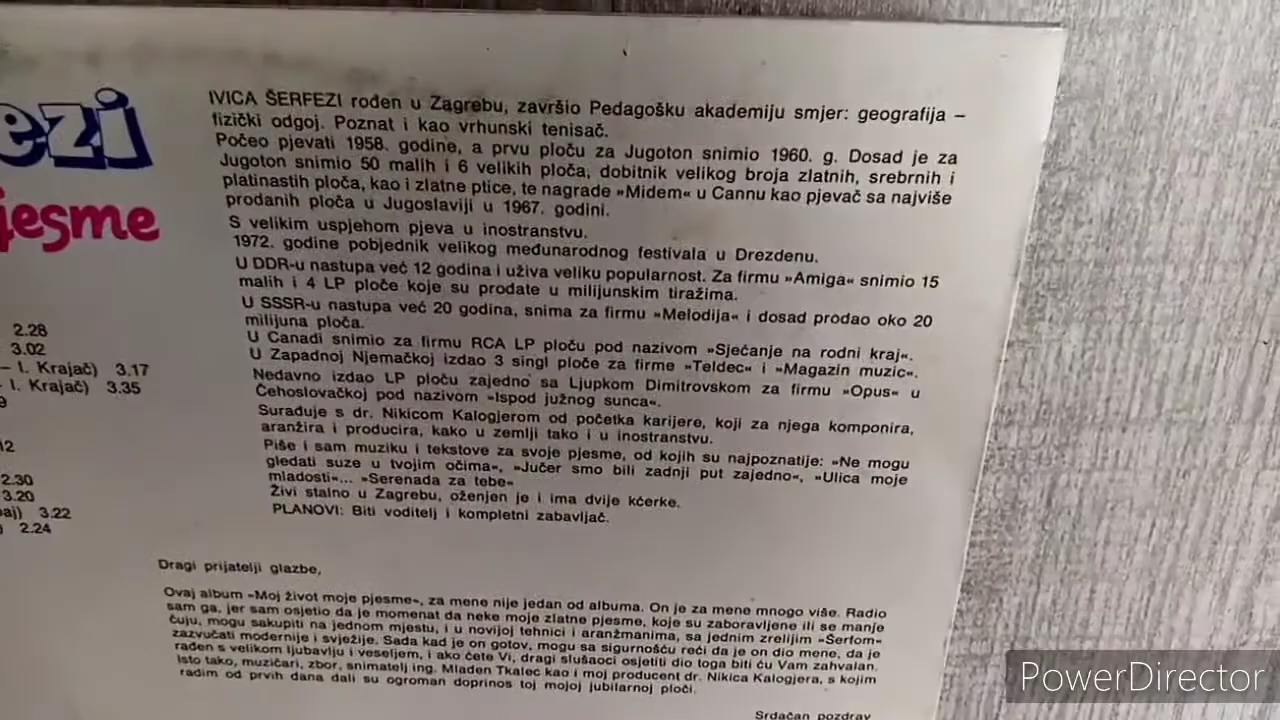 ezi
jesme
IVICA ŠERFEZI rođen u Zagrebu, završio Pedagošku akademiju smjer: geografija –
fizički odgoj. Poznat i kao vrhunski tenisač.
Počeo pjevati 1958. godine, a prvu ploču za Jugoton snimio 1960. g. Dosad je za
Jugoton snimio 50 malih i 6 velikih ploča, dobitnik velikog broja zlatnih, srebrnih i
platinastih ploča, kao i zlatne ptice, te nagrade »Midem« u Cannu kao pjevač sa najviše
prodanih ploča u Jugoslaviji u 1967. godini.
S velikim uspjehom pjeva u inostranstvu.
1972. godine pobjednik velikog međunarodnog festivala u Drezdenu.
U DDR-u nastupa već 12 godina i uživa veliku popularnost. Za firmu »Amiga« snimio 15
malih i 4 LP ploče koje su prodate u milijunskim tiražima.
U SSSR-u nastupa već 20 godina, snima za firmu »Melodija« i dosad prodao oko 20
milijuna ploča.
U Canadi snimio za firmu RCA LP ploču pod nazivom »Sjećanje na rodni kraj«.
U Zapadnoj Njemačkoj izdao 3 singl ploče za firme »Teldec« i »Magazin muzic«.
Nedavno izdao LP ploču zajedno sa Ljupkom Dimitrovskom za firmu »Opus« u
Čehoslovačkoj pod nazivom »Ispod južnog sunca«.
Surađuje s dr. Nikicom Kalogjerom od početka karijere, koji za njega komponira,
aranžira i producira, kako u zemlji tako i u inostranstvu.
Piše i sam muziku i tekstove za svoje pjesme, od kojih su najpoznatije: »Ne mogu
gledati suze u tvojim očima«, »Jučer smo bili zadnji put zajedno«, »Ulica moje
mladosti«... »Serenada za tebe«
Živi stalno u Zagrebu, oženjen je i ima dvije kćerke.
PLANOVI: Biti voditelj i kompletni zabavljač.
2.28
3.02
– I. Krajač) 3.17
- I. Krajač) 3.35
9
12
2.30
3.20
aj) 3.22
) 2.24
Dragi prijatelji glazbe,
Ovaj album »Moj život moje pjesme«, za mene nije jedan od albuma. On je za mene mnogo više. Radio
sam ga, jer sam osjetio da je momenat da neke moje zlatne pjesme, koje su zaboravljene ili se manje
čuju, mogu sakupiti na jednom mjestu, i u novijoj tehnici i aranžmanima, sa jednim zrelijim »Šerfom«
zazvučati modernije i svježije. Sada kad je on gotov, mogu sa sigurnošću reći da je on dio mene, da je
rađen s velikom ljubavlju i veseljem, i ako ćete Vi, dragi slušaoci osjetiti dio toga biti ću Vam zahvalan.
Isto tako, muzičari, zbor, snimatelj ing. Mladen Tkalec kao i moj producent dr. Nikica Kalogjera, s kojim
radim od prvih dana dali su ogroman doprinos toj mojoj jubilarnoj ploči.
Srdačan pozdrav
PowerDirector